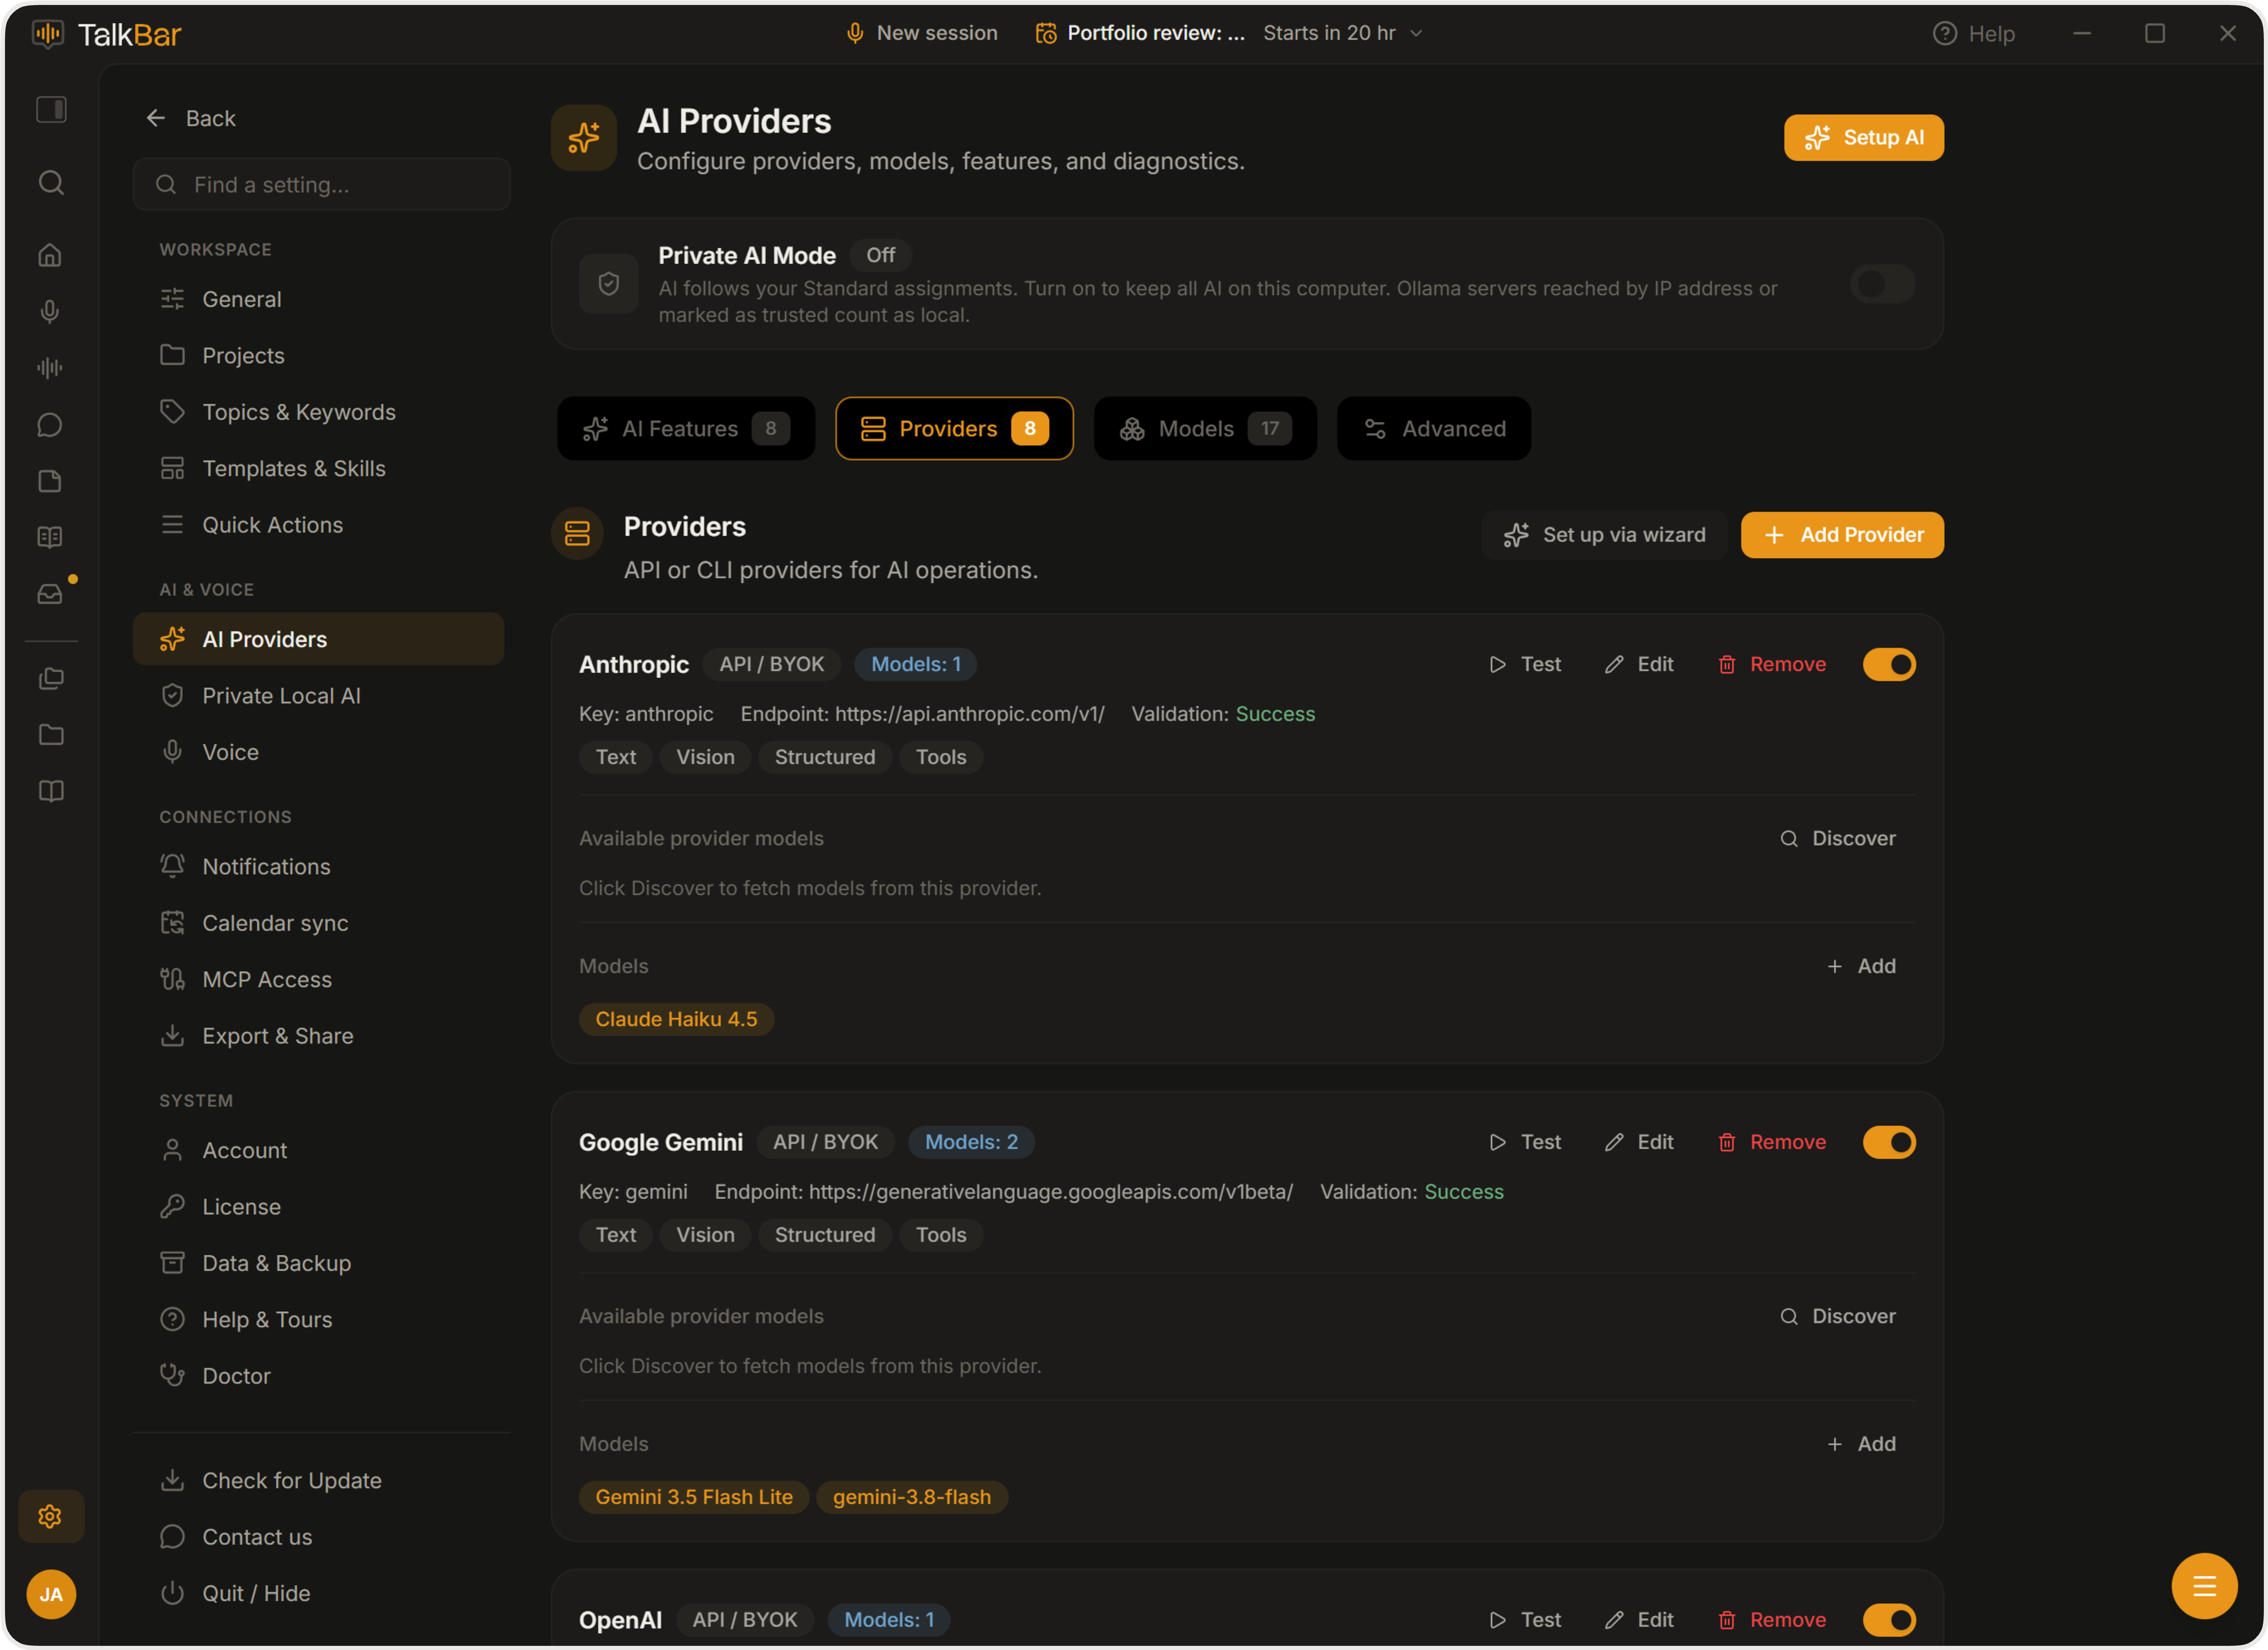 TalkBar
New session
Portfolio review: ... Starts in 20 hr
Help
Back
Find a setting...
WORKSPACE
General
Projects
Topics & Keywords
Templates & Skills
Quick Actions
AI & VOICE
AI Providers
Private Local AI
Voice
CONNECTIONS
Notifications
Calendar sync
MCP Access
Export & Share
SYSTEM
Account
License
Data & Backup
Help & Tours
Doctor
Check for Update
Contact us
Quit / Hide
JA
AI Providers
Configure providers, models, features, and diagnostics.
Setup AI
Private AI Mode Off
AI follows your Standard assignments. Turn on to keep all AI on this computer. Ollama servers reached by IP address or
marked as trusted count as local.
AI Features 8
Providers 8
Models 17
Advanced
Providers
API or CLI providers for AI operations.
Set up via wizard
Add Provider
Anthropic API / BYOK Models: 1
Test Edit Remove
Key: anthropic Endpoint: https://api.anthropic.com/v1/ Validation: Success
Text Vision Structured Tools
Available provider models
Discover
Click Discover to fetch models from this provider.
Models
Add
Claude Haiku 4.5
Google Gemini API / BYOK Models: 2
Test Edit Remove
Key: gemini Endpoint: https://generativelanguage.googleapis.com/v1beta/ Validation: Success
Text Vision Structured Tools
Available provider models
Discover
Click Discover to fetch models from this provider.
Models
Add
Gemini 3.5 Flash Lite gemini-3.8-flash
OpenAI API / BYOK Models: 1
Test Edit Remove